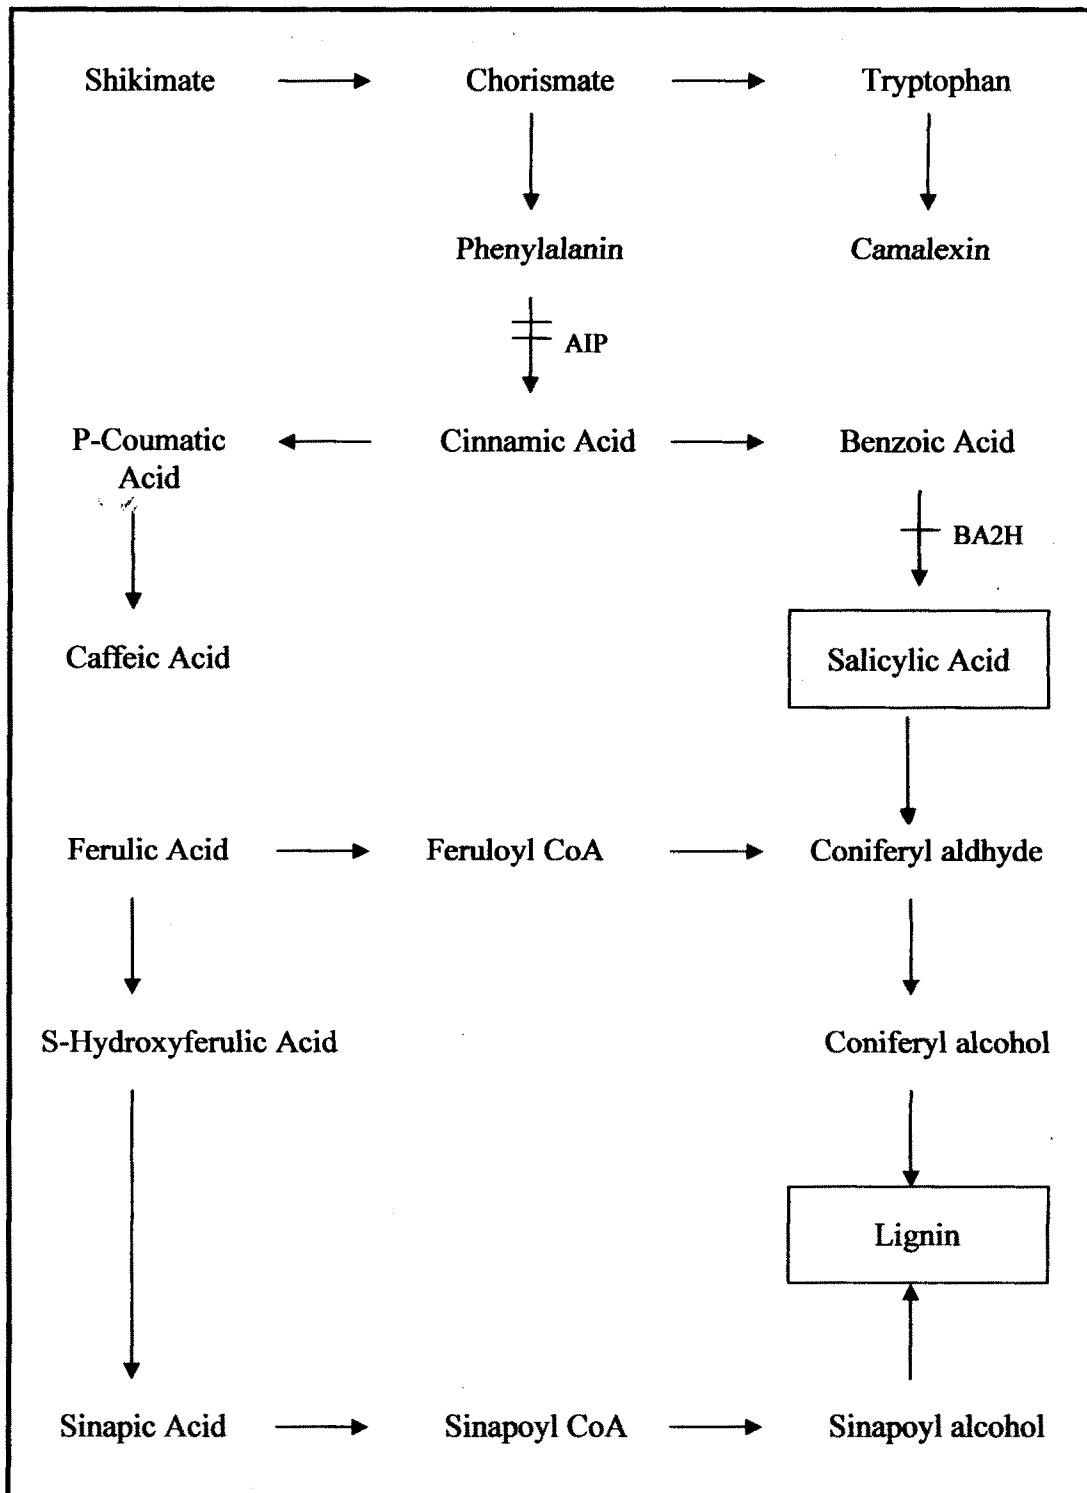 Shikimate
Chorismate
Tryptophan
Phenylalanin
Camalexin
AIP
P-Coumatic
Acid
Cinnamic Acid
Benzoic Acid
BA2H
Caffeic Acid
Salicylic Acid
Ferulic Acid
Feruloyl CoA
Coniferyl aldhyde
S-Hydroxyferulic Acid
Coniferyl alcohol
Lignin
Sinapic Acid
Sinapoyl CoA
Sinapoyl alcohol